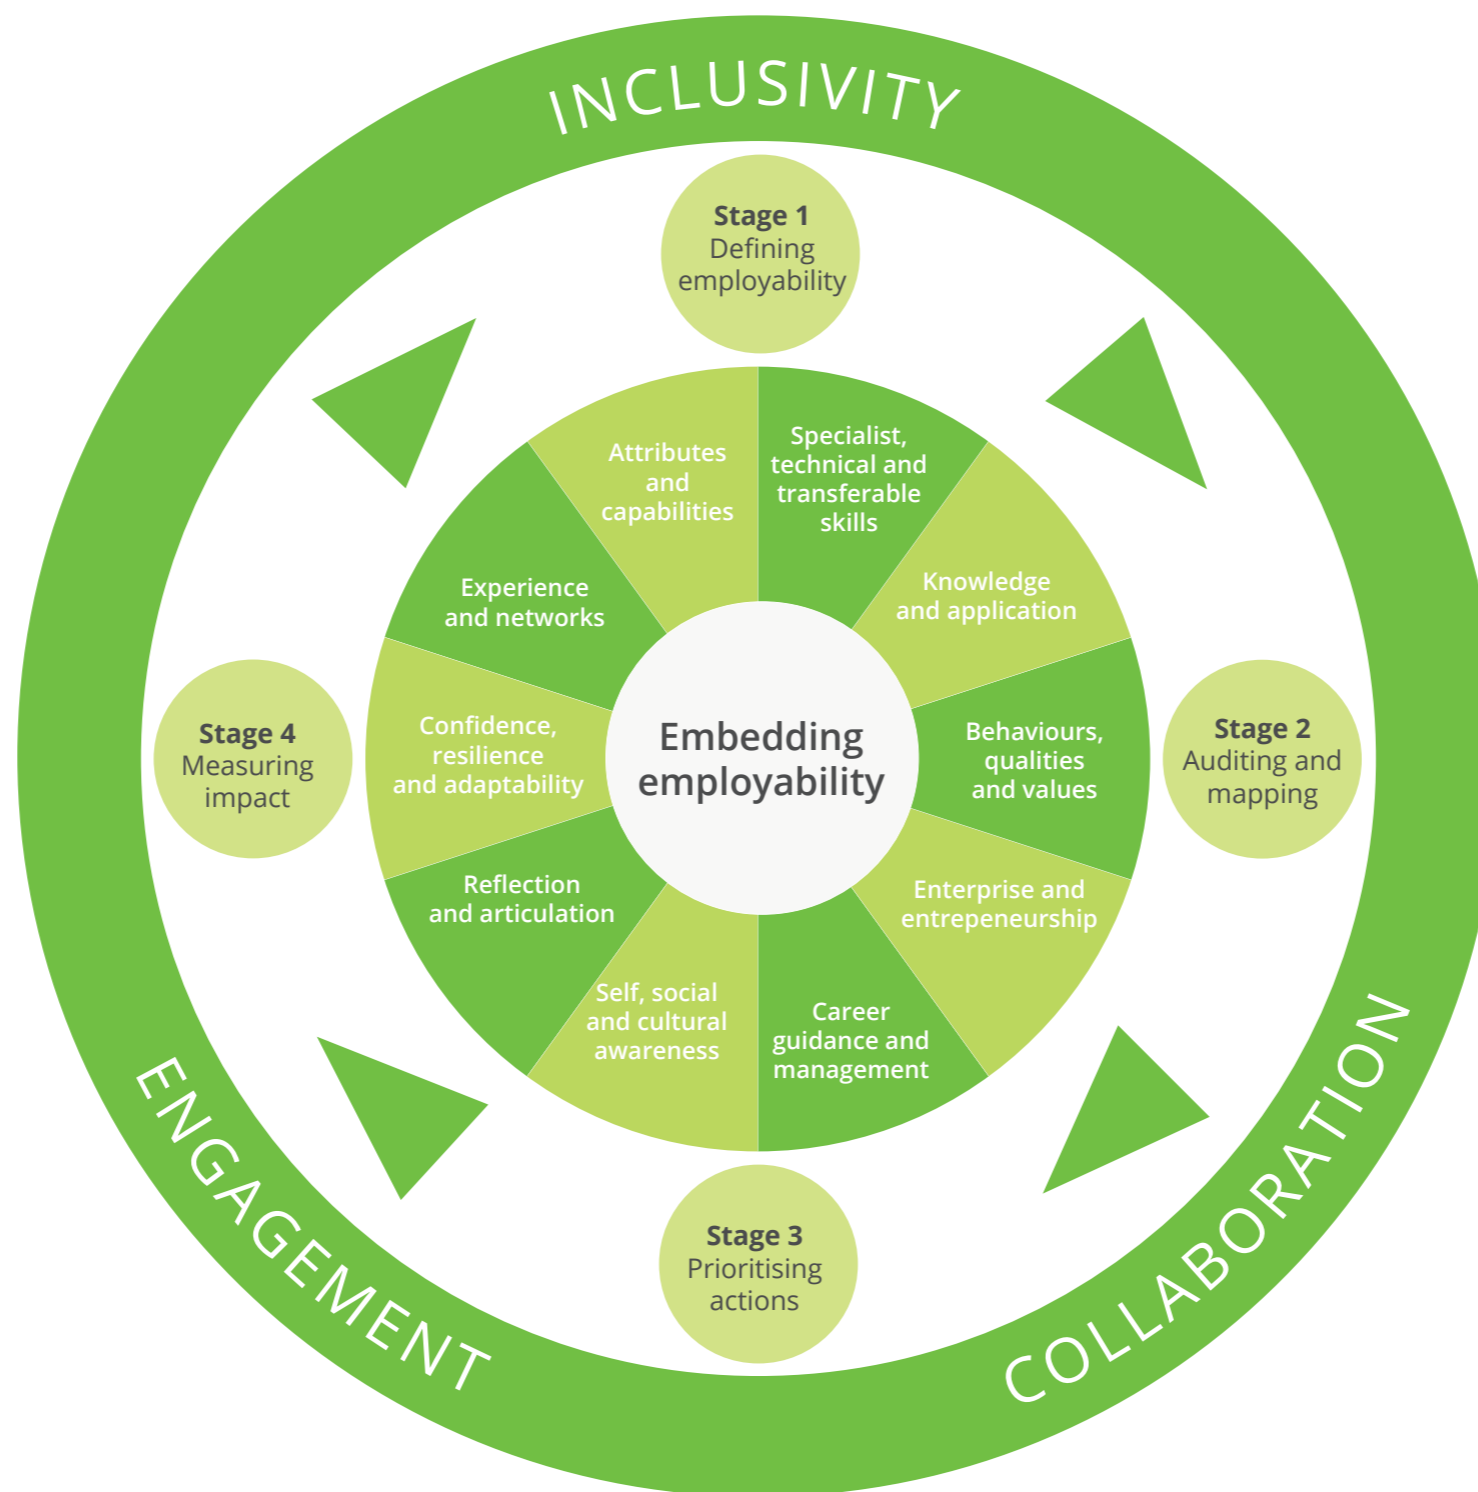 INCLUSIVITY
Stage 1
Defining
employability
Attributes
and
capabilities
Specialist,
technical and
transferable
skills
Experience
and networks
Knowledge
and application
Stage 4
Measuring
impact
Confidence,
resilience
and adaptability
Embedding
employability
Behaviours,
qualities
and values
Stage 2
Auditing and
mapping
Reflection
and articulation
Enterprise and
entrepeneurship
Self, social
and cultural
awareness
Career
guidance and
management
Stage 3
Prioritising
actions
ENGAGEMENT
COLLABORATION